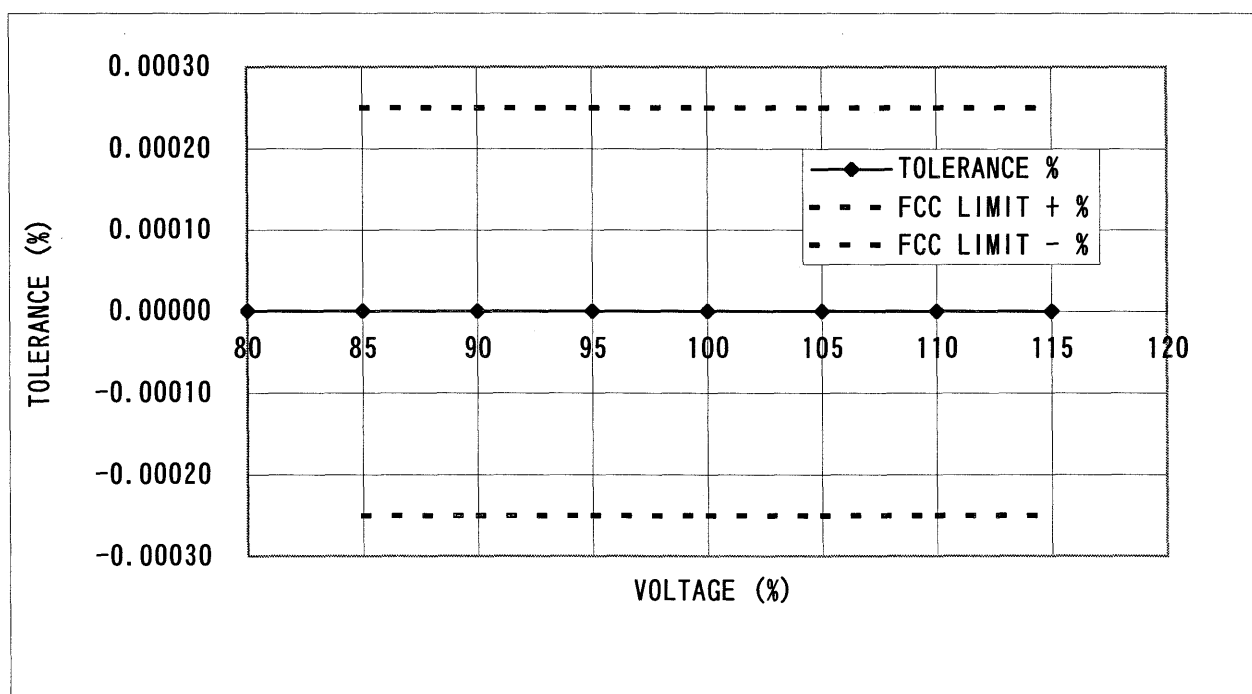 0.00030
0.00020
0.00010
0.00000
-0.00010
-0.00020
-0.00030
TOLERANCE (%)
80 85 90 95 100 105 110 115 120
VOLTAGE (%)
TOLERANCE %
FCC LIMIT + %
FCC LIMIT - %